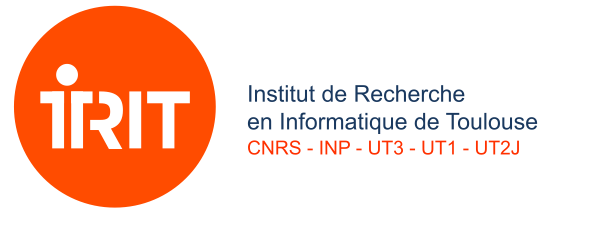 IRIT
Institut de Recherche
en Informatique de Toulouse
CNRS - INP - UT3 - UT1 - UT2J